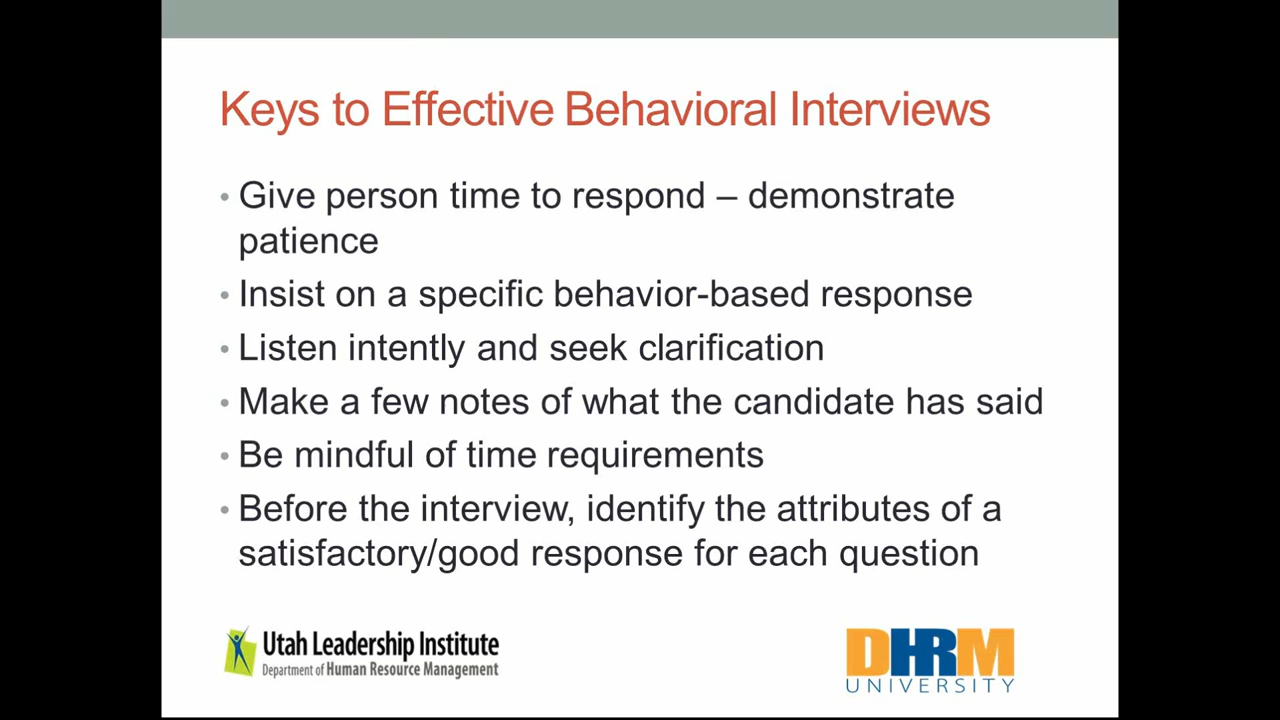 Keys to Effective Behavioral Interviews
• Give person time to respond – demonstrate
patience
• Insist on a specific behavior-based response
• Listen intently and seek clarification
• Make a few notes of what the candidate has said
• Be mindful of time requirements
• Before the interview, identify the attributes of a
satisfactory/good response for each question
Utah Leadership Institute
Department of Human Resource Management
DHRM
UNIVERSITY